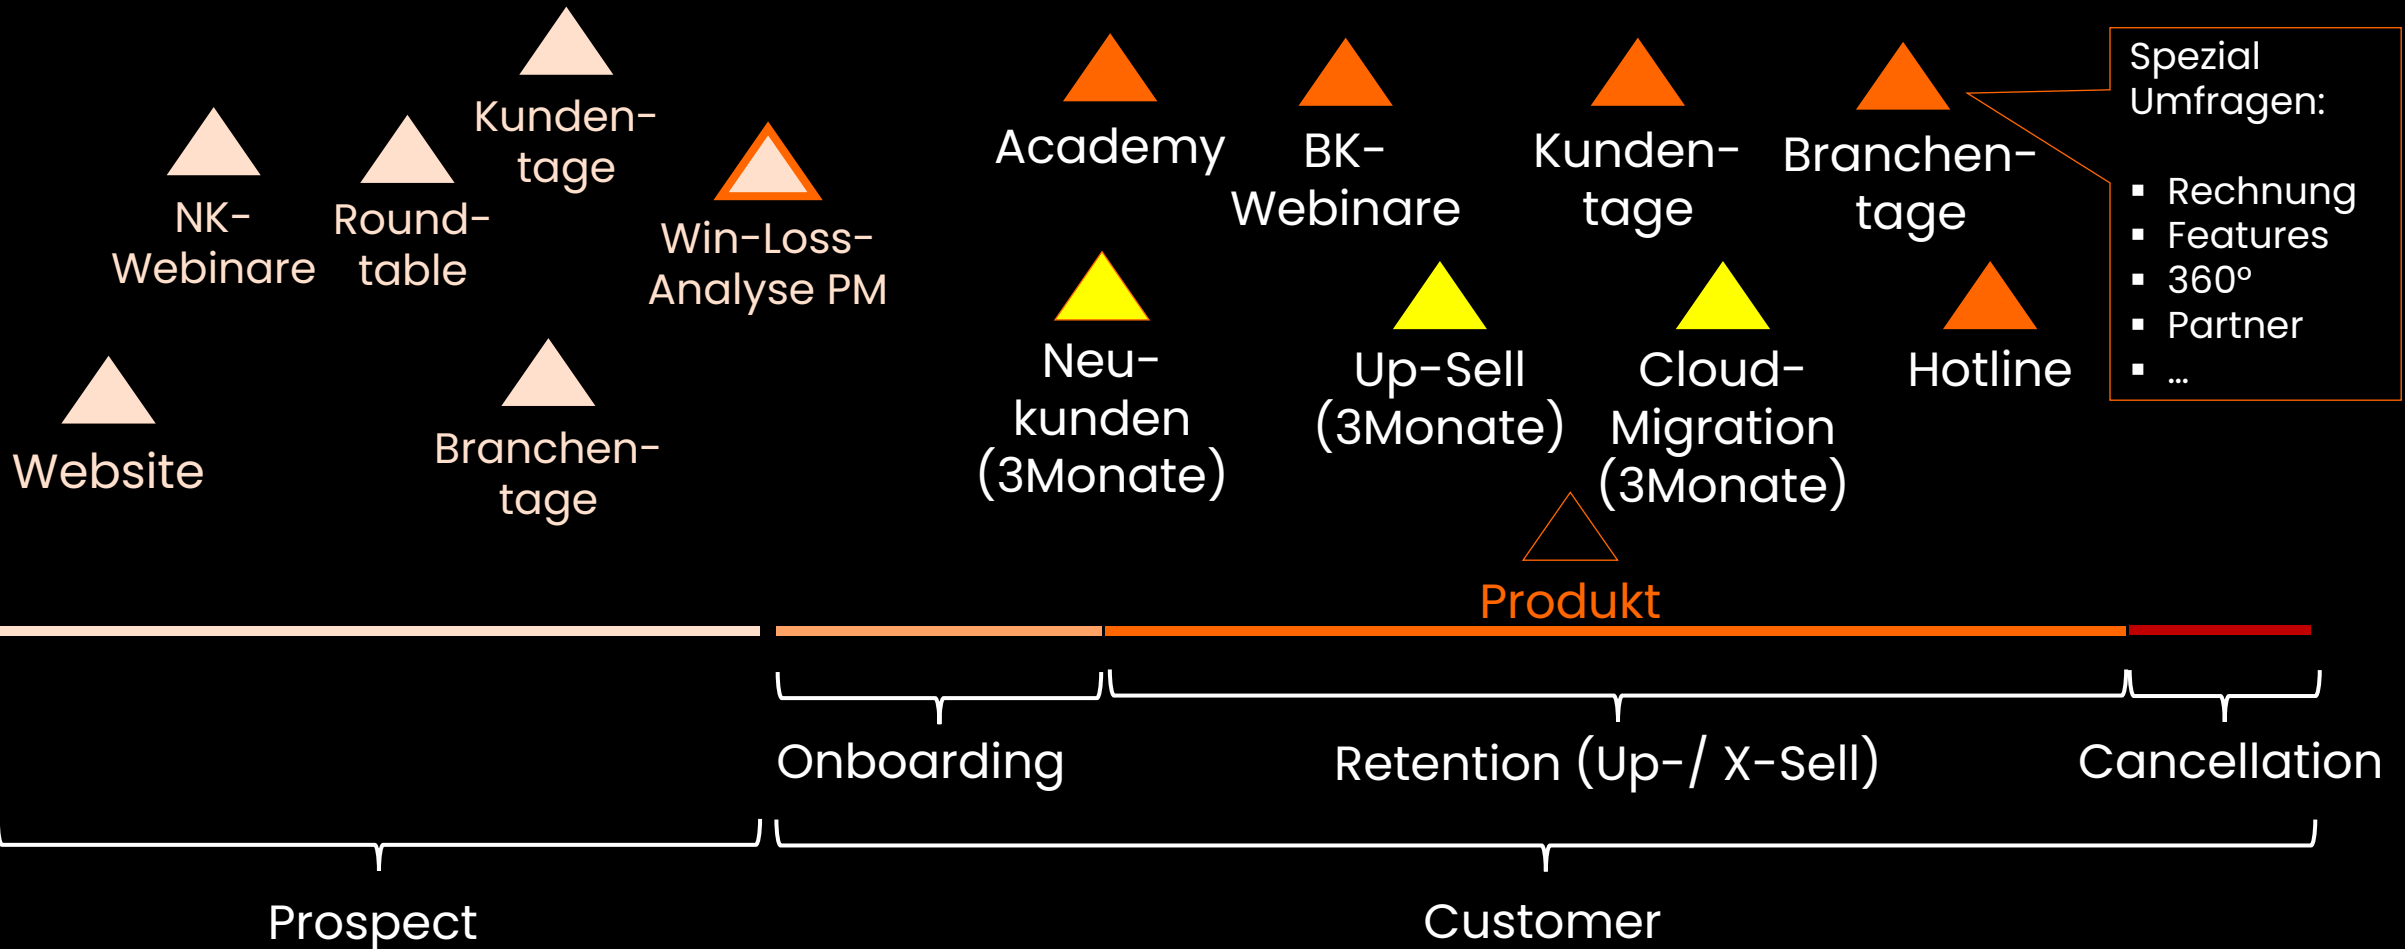 Kunden-
tage
NK-
Webinare
Round-
table
Win-Loss-
Analyse PM
Website
Branchen-
tage
Academy
BK-
Webinare
Kunden-
tage
Branchen-
tage
Spezial
Umfragen:
▪ Rechnung
▪ Features
▪ 360°
▪ Partner
▪ …
Neu-
kunden
(3Monate)
Up-Sell
(3Monate)
Cloud-
Migration
(3Monate)
Hotline
Produkt
Onboarding
Retention (Up-/ X-Sell)
Cancellation
Prospect
Customer